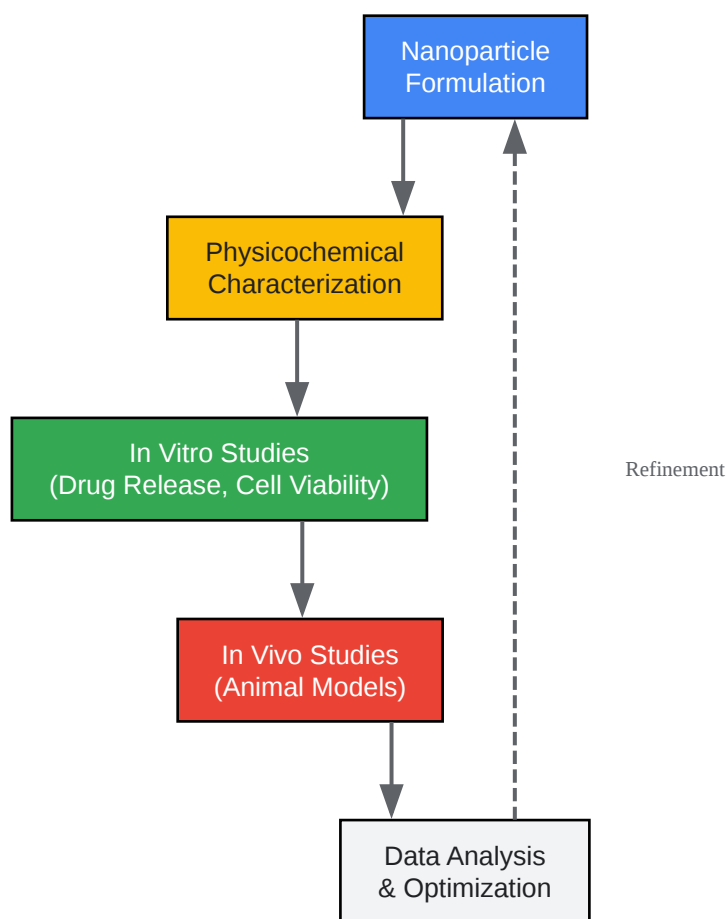 Nanoparticle
Formulation
Physicochemical
Characterization
In Vitro Studies
(Drug Release, Cell Viability)
Refinement
In Vivo Studies
(Animal Models)
Data Analysis
& Optimization